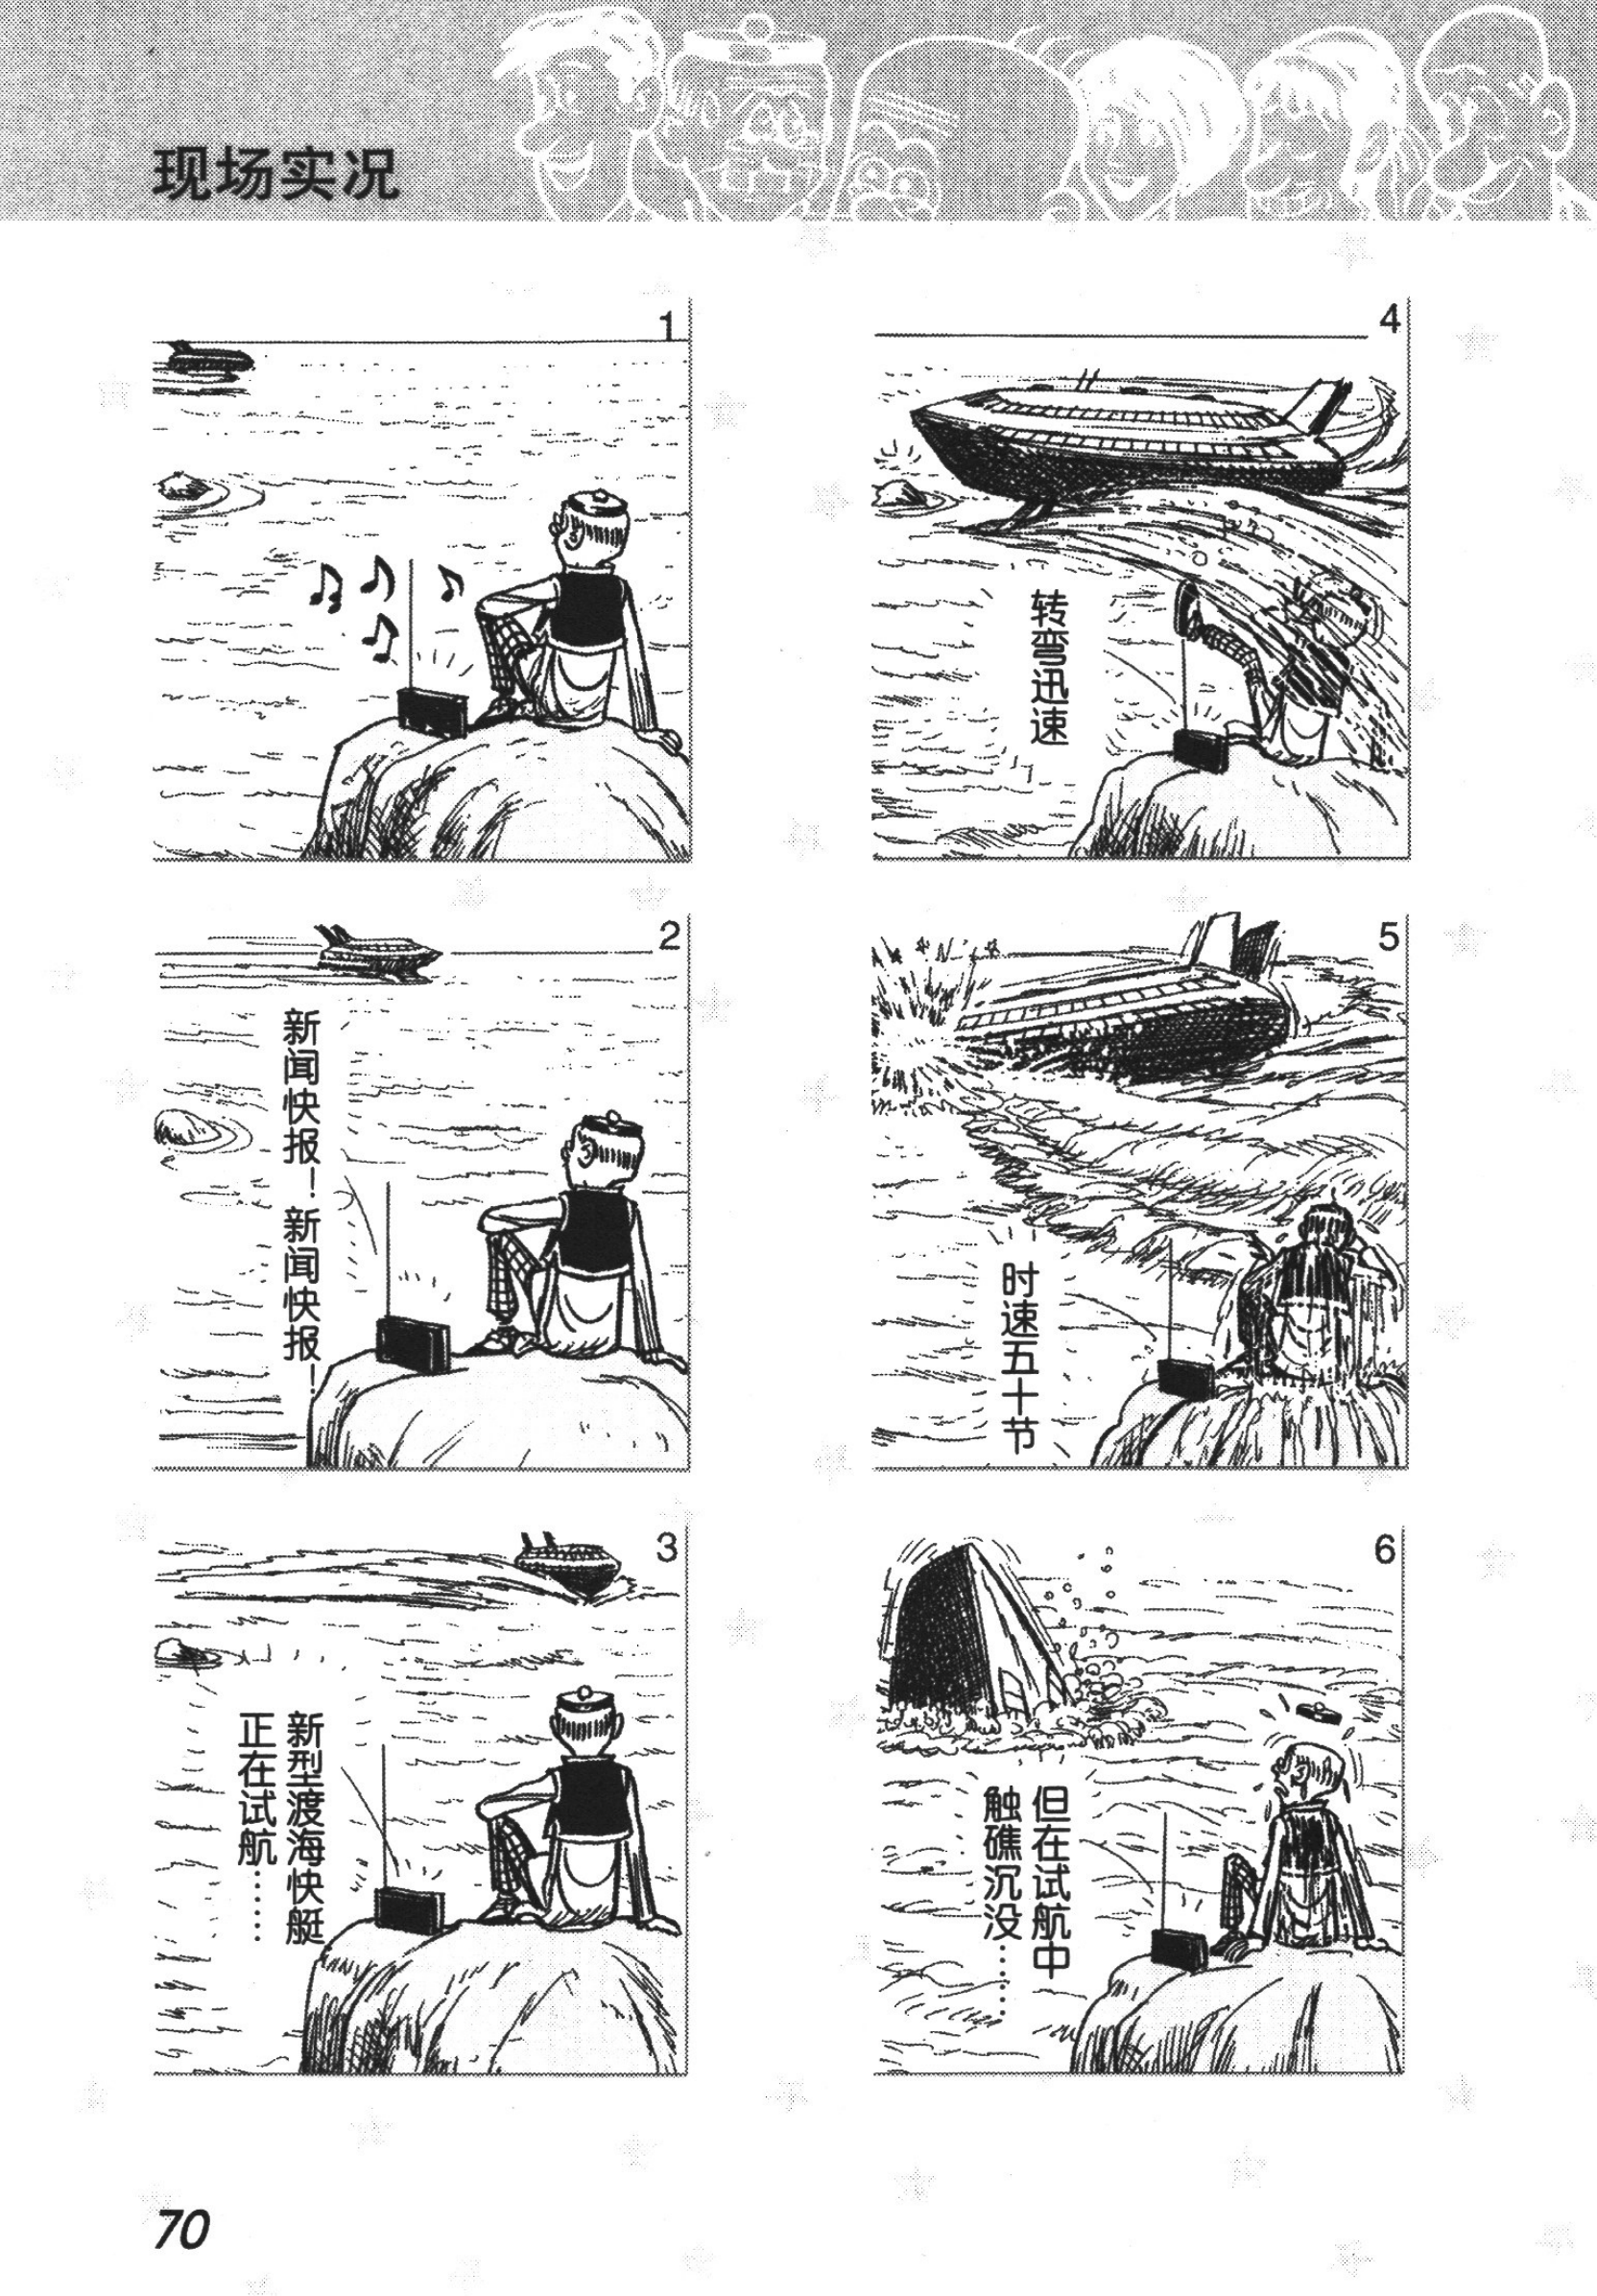 现场实况
1
2
新闻快报！新闻快报！
3
新型渡海快艇
正在试航……
4
转弯迅速
5
时速五十节
6
但在试航中
触礁沉没……
70